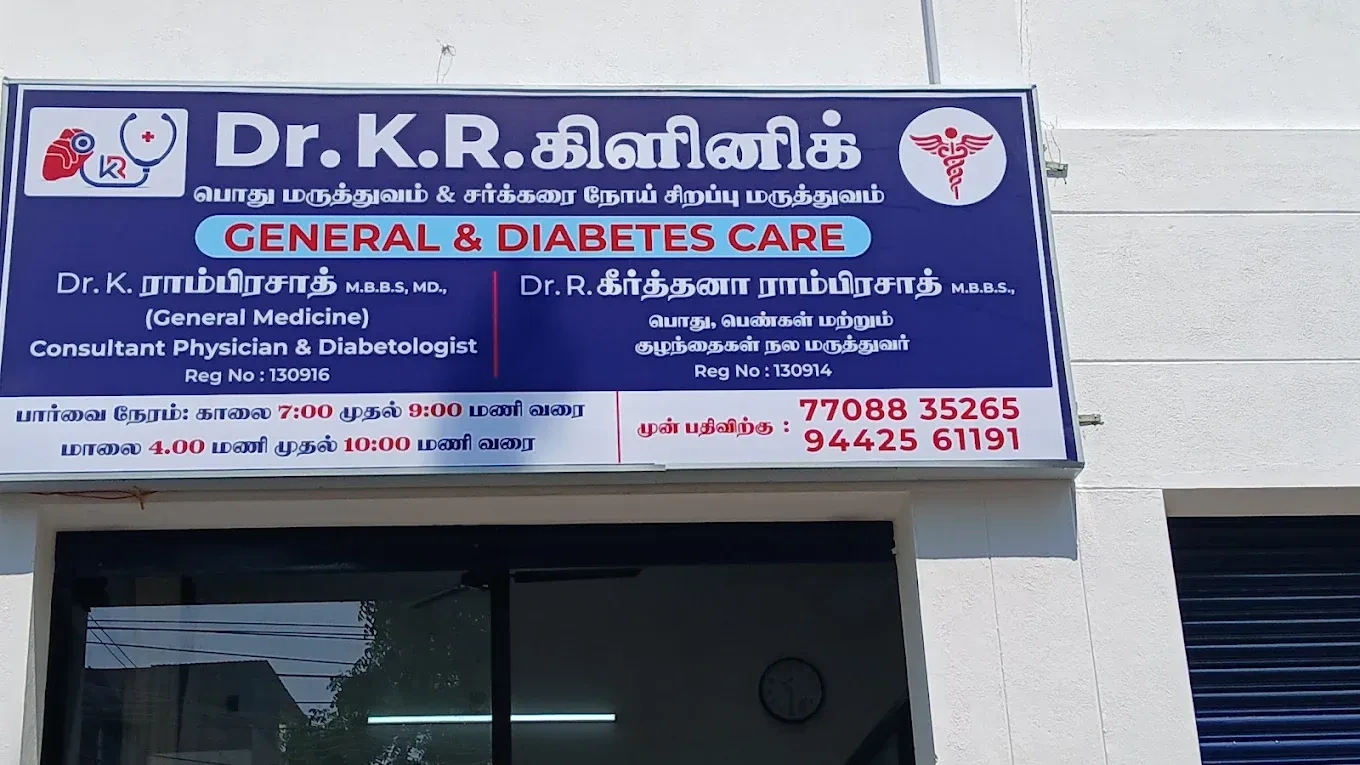 KR
Dr. K.R. கிளினிக்
பொது மருத்துவம் & சர்க்கரை நோய் சிறப்பு மருத்துவம்
GENERAL & DIABETES CARE
Dr. K. ராம்பிரசாத் M.B.B.S, MD.,
(General Medicine)
Consultant Physician & Diabetologist
Reg No : 130916
Dr. R. கீர்த்தனா ராம்பிரசாத் M.B.B.S.,
பொது, பெண்கள் மற்றும்
குழந்தைகள் நல மருத்துவர்
Reg No : 130914
பார்வை நேரம்: காலை 7:00 முதல் 9:00 மணி வரை
மாலை 4.00 மணி முதல் 10:00 மணி வரை
முன் பதிவிற்கு : 77088 35265
94425 61191